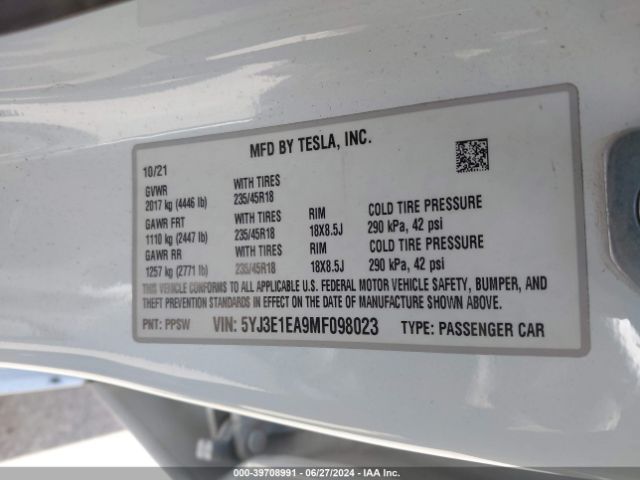 MFD BY TESLA, INC.
10/21
GVWR WITH TIRES
2017 kg (4446 lb) 235/45R18
GAWR FRT WITH TIRES RIM COLD TIRE PRESSURE
1110 kg (2447 lb) 235/45R18 18X8.5J 290 kPa, 42 psi
GAWR RR WITH TIRES RIM COLD TIRE PRESSURE
1257 kg (2771 lb) 235/45R18 18X8.5J 290 kPa, 42 psi
THIS VEHICLE CONFORMS TO ALL APPLICABLE U.S. FEDERAL MOTOR VEHICLE SAFETY, BUMPER, AND
THEFT PREVENTION STANDARDS IN EFFECT ON THE DATE OF MANUFACTURE SHOWN ABOVE.
PNT: PPSW VIN: 5YJ3E1EA9MF098023 TYPE: PASSENGER CAR
000-39708991 - 06/27/2024 - IAA Inc.